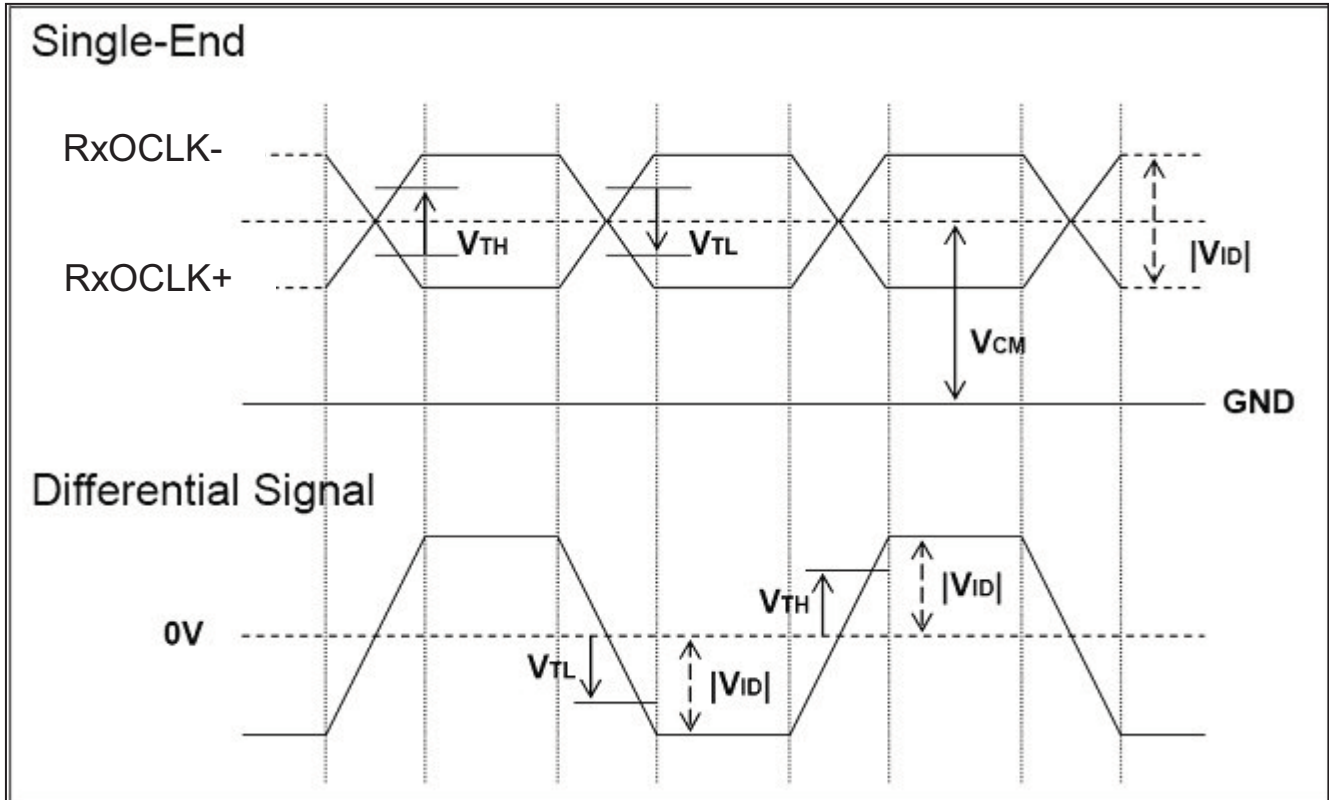 Single-End
RxOCLK-
VTH
VTL
|VID|
RxOCLK+
VCM
GND
Differential Signal
VTH
|VID|
0V
VTL
|VID|